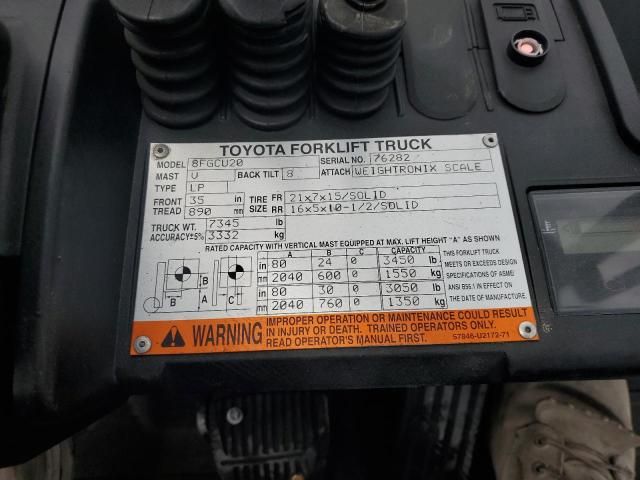 TOYOTA FORKLIFT TRUCK
MODEL 8FGCU20 SERIAL NO. 76282
MAST V BACK TILT 8 ATTACH WEIGHTRONIX SCALE
TYPE LP
FRONT 35 in TIRE FR 21x7x15/SOLID
TREAD 890 mm SIZE RR 16x5x10-1/2/SOLID
TRUCK WT. 7345 lb
ACCURACY±5% 3332 kg
RATED CAPACITY WITH VERTICAL MAST EQUIPPED AT MAX. LIFT HEIGHT "A" AS SHOWN
A B C CAPACITY
in 80 24 0 3450 lb
mm 2040 600 0 1550 kg
in 80 30 0 3050 lb
mm 2040 760 0 1350 kg
B B A C
THIS FORKLIFT TRUCK
MEETS OR EXCEEDS DESIGN
SPECIFICATIONS OF ASME/
ANSI B56.1 IN EFFECT ON
THE DATE OF MANUFACTURE.
WARNING
IMPROPER OPERATION OR MAINTENANCE COULD RESULT
IN INJURY OR DEATH. TRAINED OPERATORS ONLY.
READ OPERATOR'S MANUAL FIRST.
57846-U2172-71